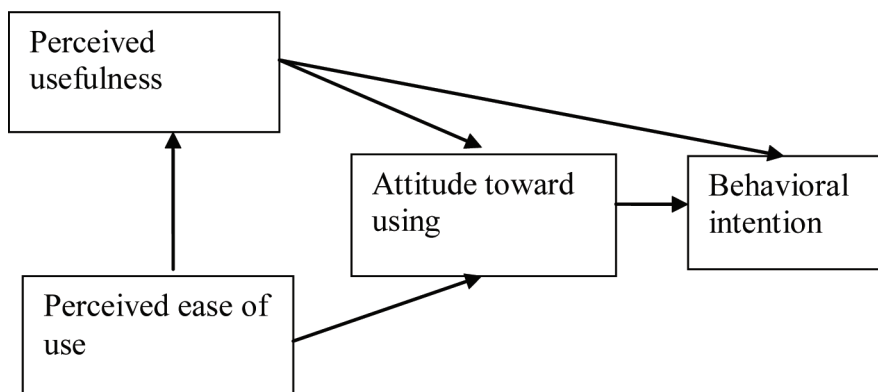 Perceived
usefulness
Attitude toward
using
Behavioral
intention
Perceived ease of
use